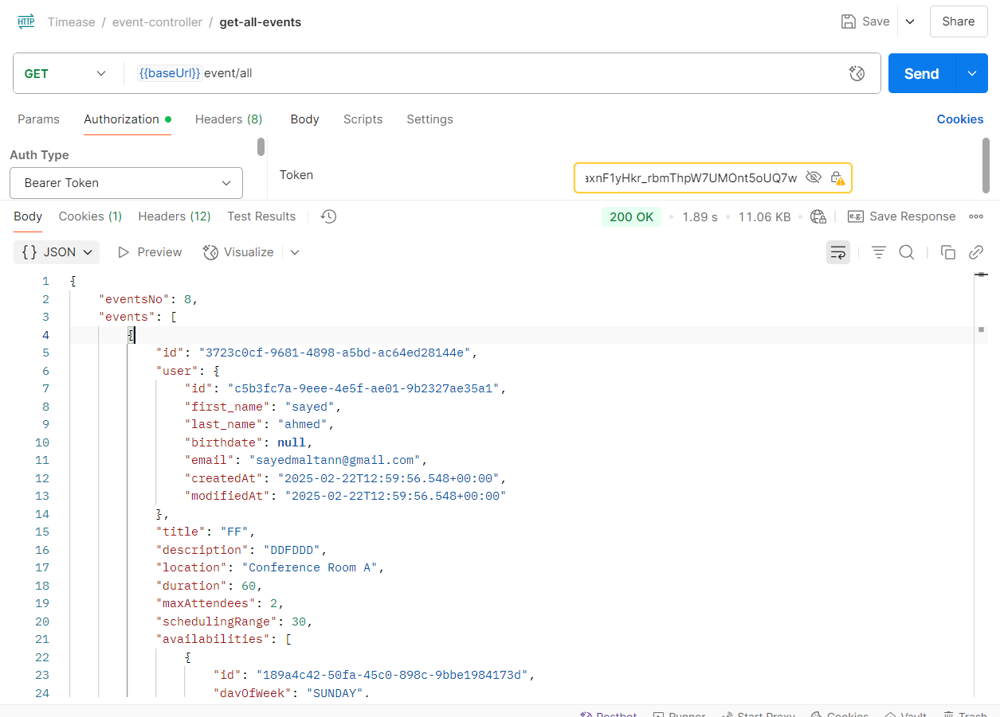 HTTP Timease / event-controller / get-all-events Save Share
GET {{baseUrl}} event/all Send
Params Authorization Headers (8) Body Scripts Settings Cookies
Auth Type
Bearer Token
Token
axnF1yHkr_rbmThpW7UMOnt5oUQ7w
Body Cookies (1) Headers (12) Test Results 200 OK • 1.89 s • 11.06 KB • e.g. Save Response
{} JSON Preview Visualize
1 {
2 "eventsNo": 8,
3 "events": [
4 {
5 "id": "3723c0cf-9681-4898-a5bd-ac64ed28144e",
6 "user": {
7 "id": "c5b3fc7a-9eee-4e5f-ae01-9b2327ae35a1",
8 "first_name": "sayed",
9 "last_name": "ahmed",
10 "birthdate": null,
11 "email": "sayedmaltann@gmail.com",
12 "createdAt": "2025-02-22T12:59:56.548+00:00",
13 "modifiedAt": "2025-02-22T12:59:56.548+00:00"
14 },
15 "title": "FF",
16 "description": "DDFDDD",
17 "location": "Conference Room A",
18 "duration": 60,
19 "maxAttendees": 2,
20 "schedulingRange": 30,
21 "availabilities": [
22 {
23 "id": "189a4c42-50fa-45c0-898c-9bbe1984173d",
24 "dayOfWeek": "SUNDAY",
Postbot Runner Start Proxy Cookies Vault Trash